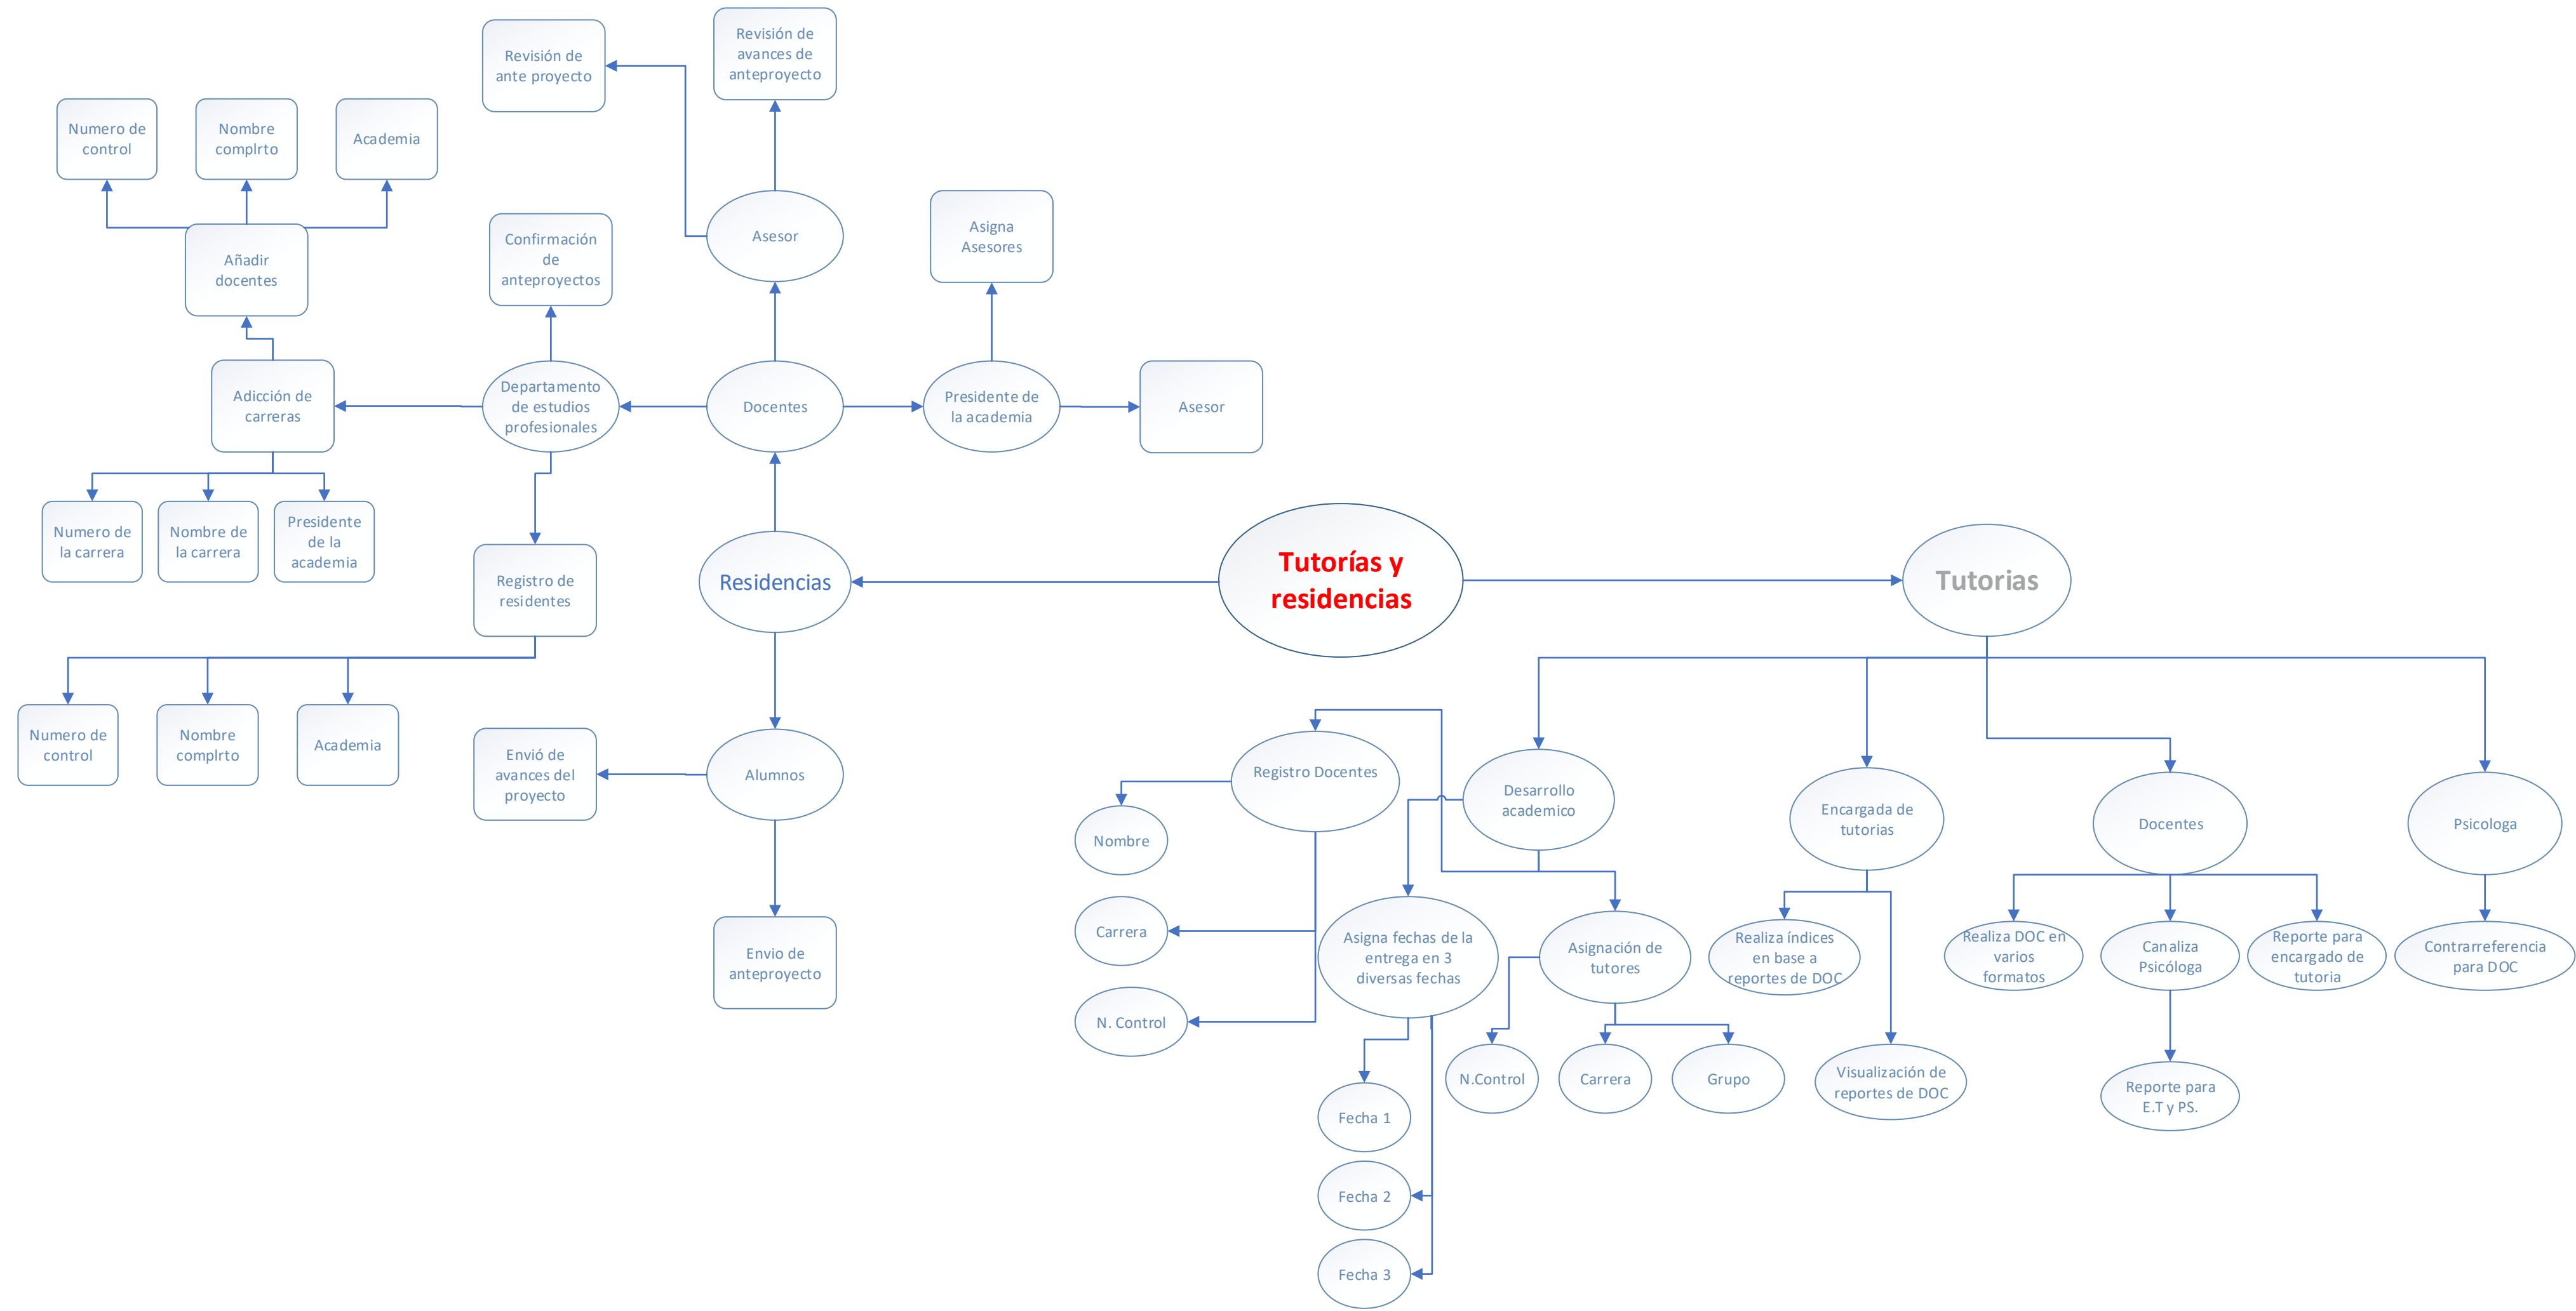 Revisión de
avances de
anteproyecto
Revisión de
ante proyecto
Numero de
control
Nombre
complrto
Academia
Asesor
Asigna
Asesores
Confirmación
de
anteproyectos
Añadir
docentes
Adicción de
carreras
Departamento
de estudios
profesionales
Docentes
Presidente de
la academia
Asesor
Numero de
la carrera
Nombre de
la carrera
Presidente
de la
academia
Registro de
residentes
Residencias
Tutorías y
residencias
Tutorias
Numero de
control
Nombre
complrto
Academia
Envió de
avances del
proyecto
Alumnos
Envio de
anteproyecto
Registro Docentes
Desarrollo
academico
Encargada de
tutorias
Docentes
Psicologa
Nombre
Carrera
N. Control
Asigna fechas de la
entrega en 3
diversas fechas
Asignación de
tutores
Realiza índices
en base a
reportes de DOC
Realiza DOC en
varios
formatos
Canaliza
Psicóloga
Reporte para
encargado de
tutoria
Contrarreferencia
para DOC
N.Control
Carrera
Grupo
Visualización de
reportes de DOC
Reporte para
E.T y PS.
Fecha 1
Fecha 2
Fecha 3